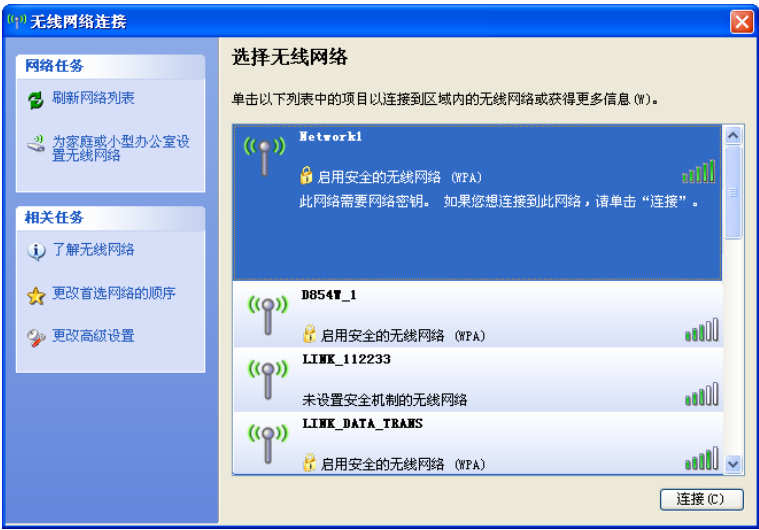 无线网络连接
网络任务
刷新网络列表
为家庭或小型办公室设
置无线网络
相关任务
了解无线网络
更改首选网络的顺序
更改高级设置
选择无线网络
单击以下列表中的项目以连接到区域内的无线网络或获得更多信息(W)。
Network1
启用安全的无线网络 (WPA)
此网络需要网络密钥。 如果您想连接到此网络，请单击“连接”。
D854W_1
启用安全的无线网络 (WPA)
LINK_112233
未设置安全机制的无线网络
LINK_DATA_TRANS
启用安全的无线网络 (WPA)
连接(C)